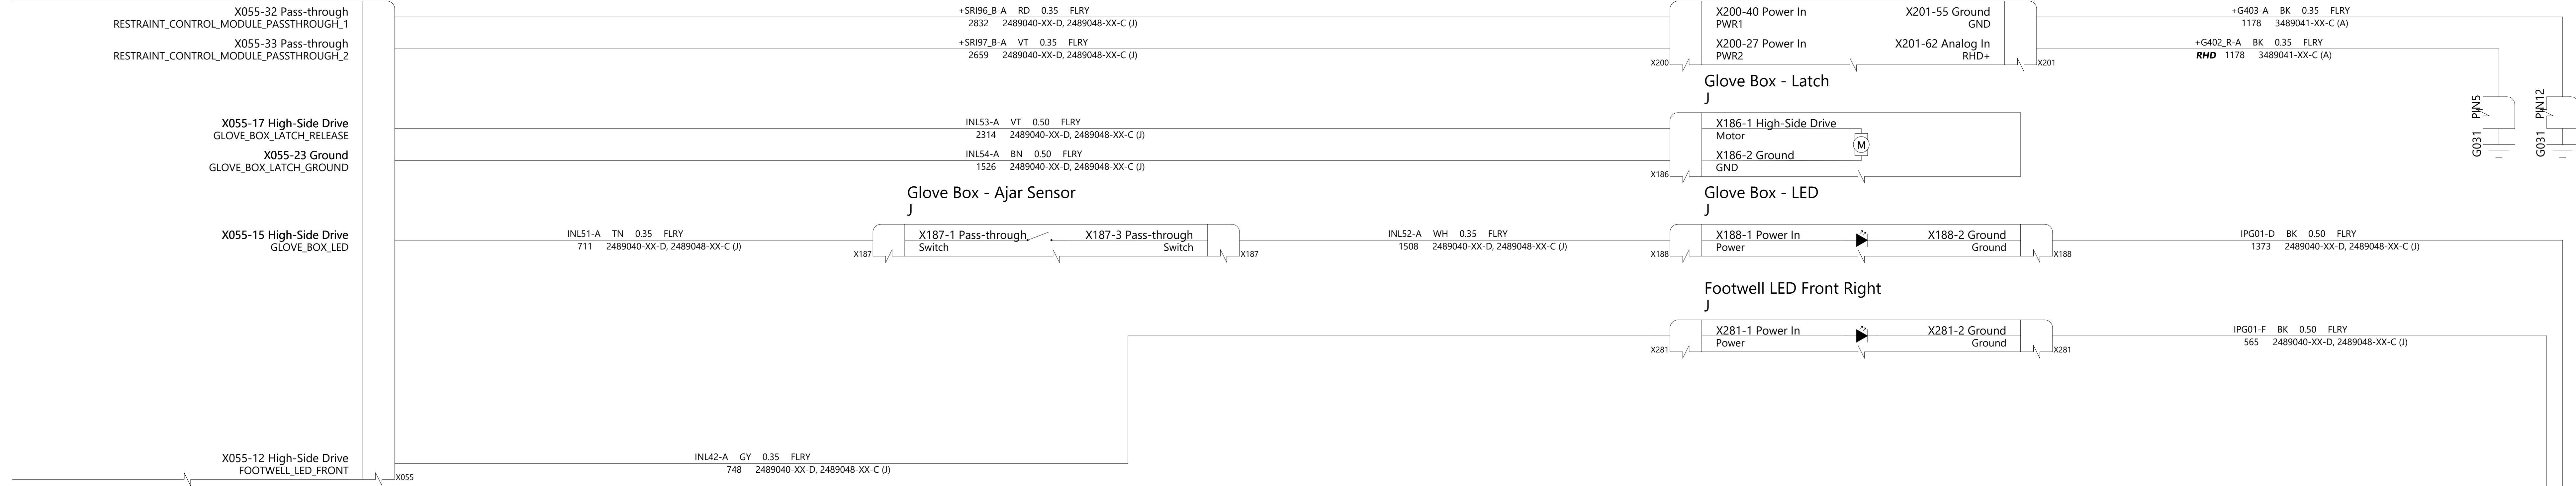 X055-32 Pass-through
RESTRAINT_CONTROL_MODULE_PASSTHROUGH_1
+SRI96_B-A RD 0.35 FLRY
2832 2489040-XX-D, 2489048-XX-C (J)
X200-40 Power In
PWR1
X201-55 Ground
GND
+G403-A BK 0.35 FLRY
1178 3489041-XX-C (A)
X055-33 Pass-through
RESTRAINT_CONTROL_MODULE_PASSTHROUGH_2
+SRI97_B-A VT 0.35 FLRY
2659 2489040-XX-D, 2489048-XX-C (J)
X200-27 Power In
PWR2
X201-62 Analog In
RHD+
+G402_R-A BK 0.35 FLRY
RHD 1178 3489041-XX-C (A)
X200
X201
G031 PIN5
G031 PIN12
Glove Box - Latch
J
X055-17 High-Side Drive
GLOVE_BOX_LATCH_RELEASE
INL53-A VT 0.50 FLRY
2314 2489040-XX-D, 2489048-XX-C (J)
X186-1 High-Side Drive
Motor
M
X055-23 Ground
GLOVE_BOX_LATCH_GROUND
INL54-A BN 0.50 FLRY
1526 2489040-XX-D, 2489048-XX-C (J)
X186-2 Ground
GND
X186
Glove Box - Ajar Sensor
J
Glove Box - LED
J
X055-15 High-Side Drive
GLOVE_BOX_LED
INL51-A TN 0.35 FLRY
711 2489040-XX-D, 2489048-XX-C (J)
X187-1 Pass-through
Switch
X187-3 Pass-through
Switch
X187
X187
INL52-A WH 0.35 FLRY
1508 2489040-XX-D, 2489048-XX-C (J)
X188-1 Power In
Power
X188-2 Ground
Ground
X188
X188
IPG01-D BK 0.50 FLRY
1373 2489040-XX-D, 2489048-XX-C (J)
Footwell LED Front Right
J
X281-1 Power In
Power
X281-2 Ground
Ground
X281
X281
IPG01-F BK 0.50 FLRY
565 2489040-XX-D, 2489048-XX-C (J)
X055-12 High-Side Drive
FOOTWELL_LED_FRONT
INL42-A GY 0.35 FLRY
748 2489040-XX-D, 2489048-XX-C (J)
X055